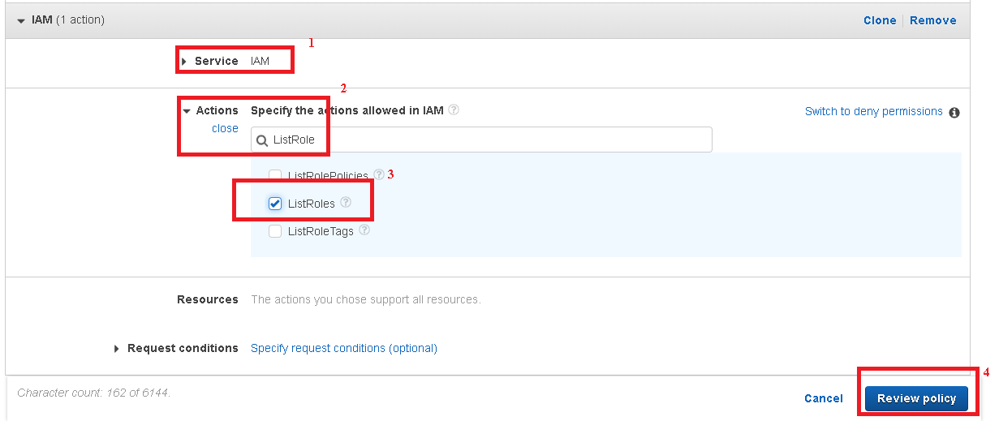 IAM (1 action) Clone Remove
1
Service IAM
2
Actions Specify the actions allowed in IAM ? Switch to deny permissions i
close
ListRole
ListRolePolicies ? 3
ListRoles ?
ListRoleTags ?
Resources The actions you chose support all resources.
Request conditions Specify request conditions (optional)
4
Character count: 162 of 6144.
Cancel Review policy